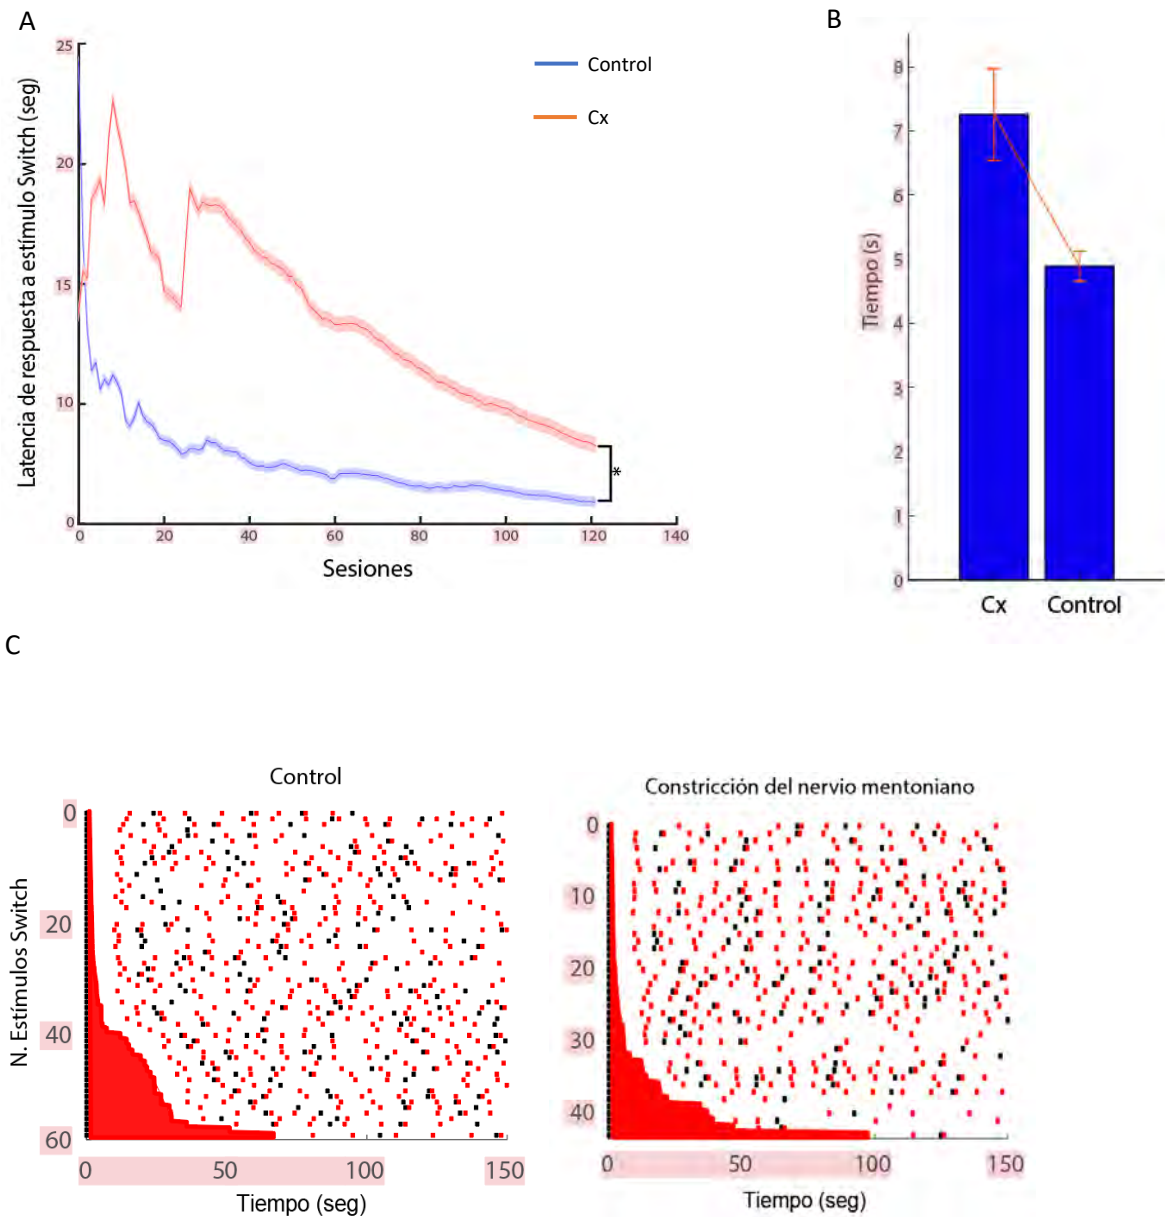 A
B
25
20
15
10
0
Latencia de respuesta a estímulo Switch (seg)
Control
Cx
0 20 40 60 80 100 120 140
*
Sesiones
8
7
6
5
4
3
2
1
0
Tiempo (s)
Cx Control
C
Control
0
20
40
60
N. Estímulos Switch
0 50 100 150
Tiempo (seg)
Constricción del nervio mentoniano
0
10
20
30
40
0 50 100 150
Tiempo (seg)